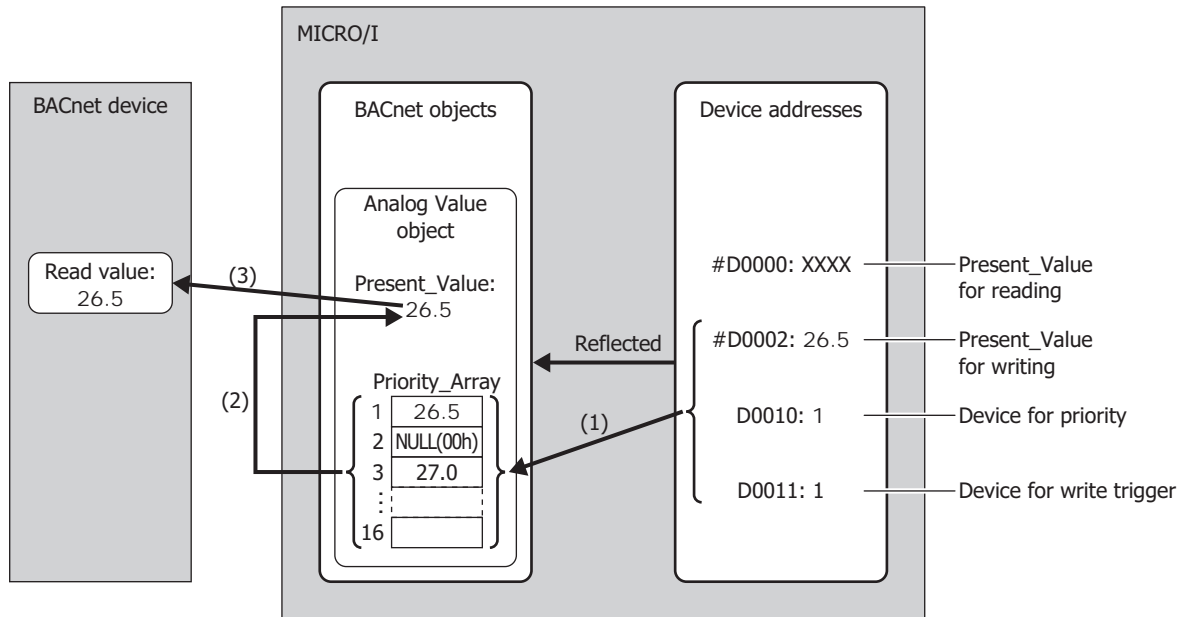 MICRO/I
BACnet device
BACnet objects
Device addresses
Analog Value
object
Read value:
26.5
(3)
Present_Value:
26.5
#D0000: XXXX
Present_Value
for reading
Reflected
#D0002: 26.5
Present_Value
for writing
(2)
Priority_Array
1 26.5
2 NULL(00h)
3 27.0
⋮
16
(1)
D0010: 1
Device for priority
D0011: 1
Device for write trigger